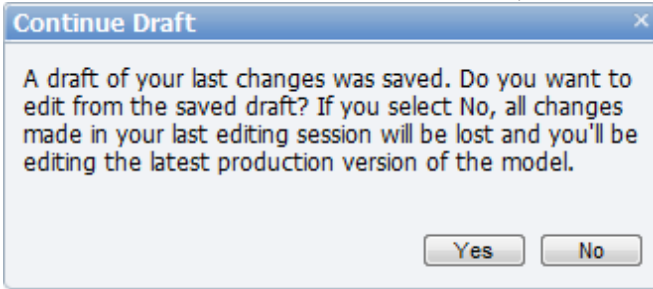 Continue Draft
A draft of your last changes was saved. Do you want to
edit from the saved draft? If you select No, all changes
made in your last editing session will be lost and you'll be
editing the latest production version of the model.
Yes No